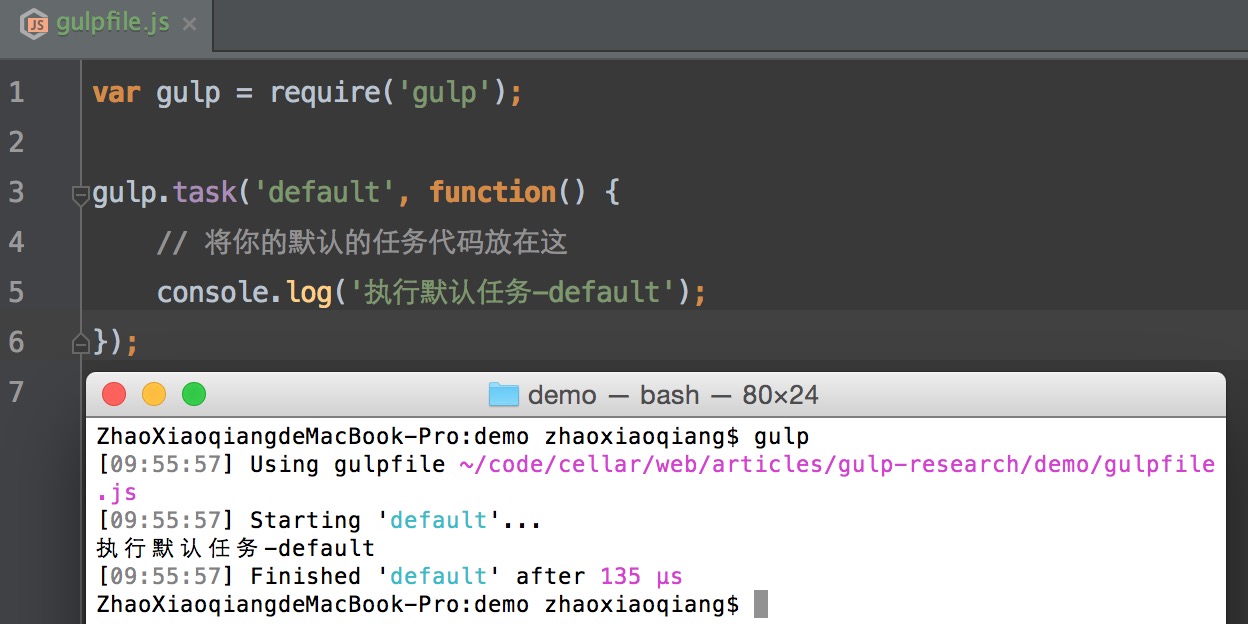 gulpfile.js
1 var gulp = require('gulp');
2
3 gulp.task('default', function() {
4 // 将你的默认的任务代码放在这
5 console.log('执行默认任务-default');
6 });
7
demo — bash — 80×24
ZhaoXiaoqiangdeMacBook-Pro:demo zhaoxiaoqiang$ gulp
[09:55:57] Using gulpfile ~/code/cellar/web/articles/gulp-research/demo/gulpfile
.js
[09:55:57] Starting 'default'...
执行默认任务-default
[09:55:57] Finished 'default' after 135 μs
ZhaoXiaoqiangdeMacBook-Pro:demo zhaoxiaoqiang$